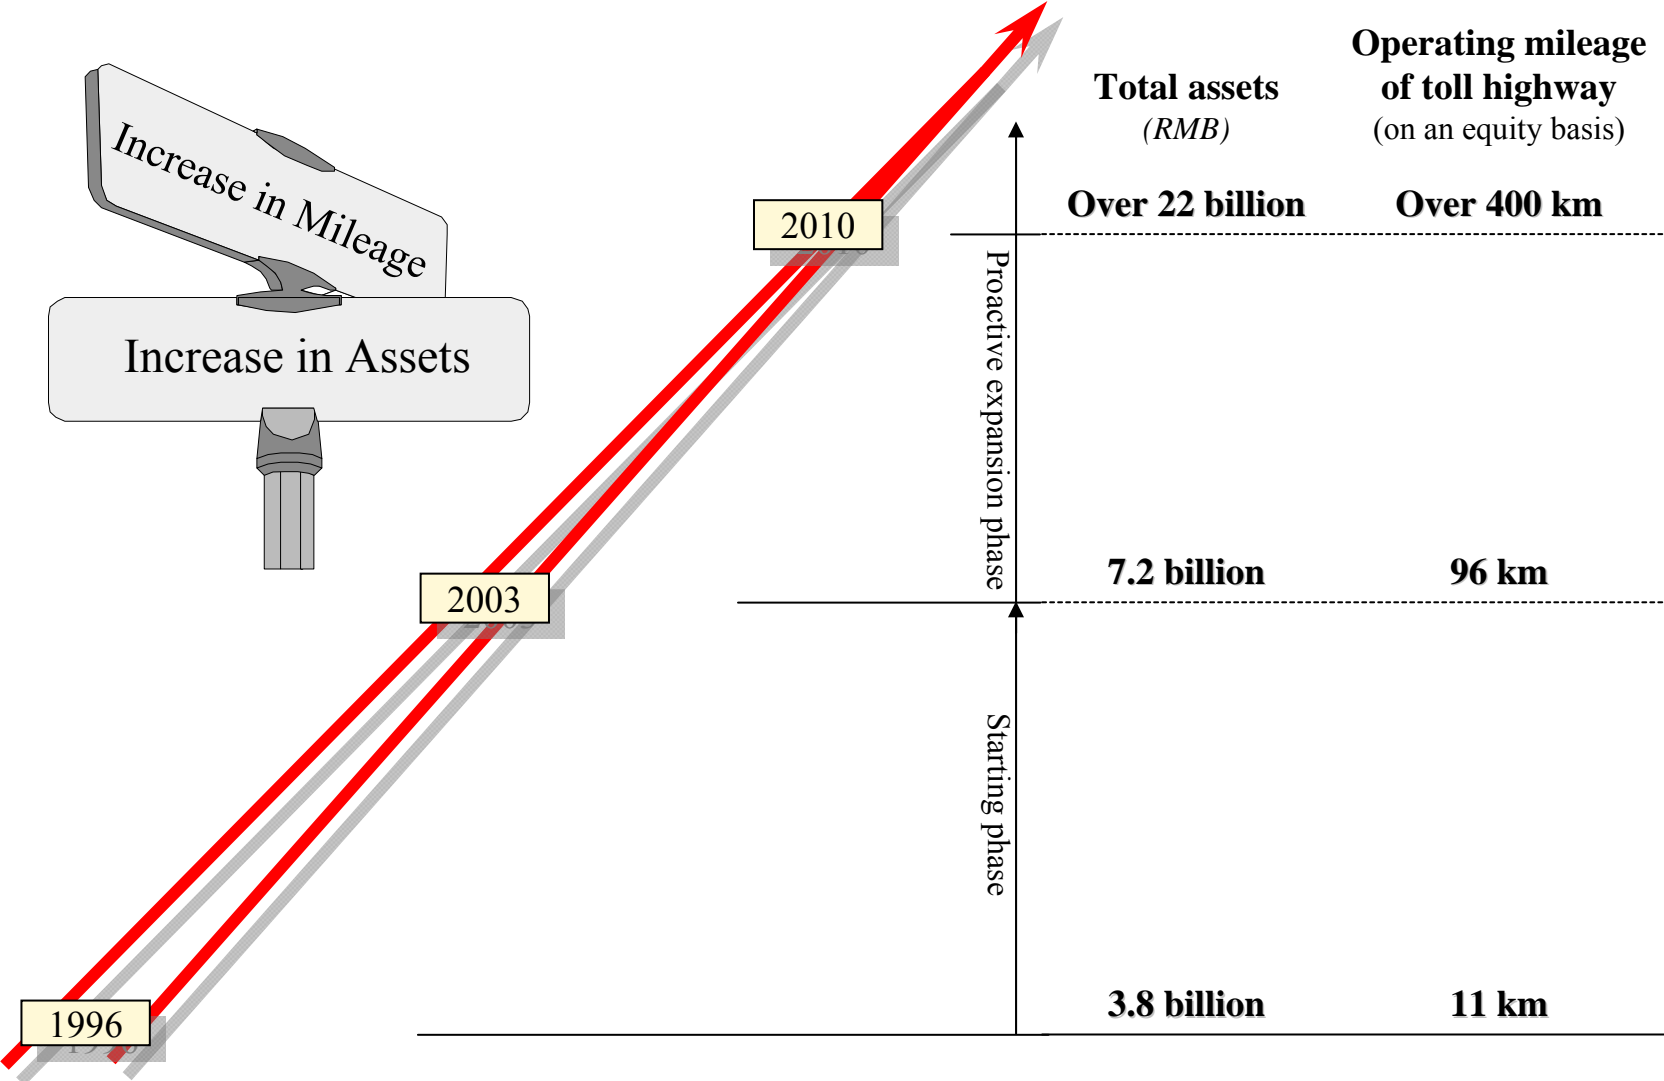 Increase in Mileage
Increase in Assets
Total assets
(RMB)
Operating mileage
of toll highway
(on an equity basis)
2010
Over 22 billion
Over 400 km
Proactive expansion phase
2003
7.2 billion
96 km
Starting phase
1996
3.8 billion
11 km